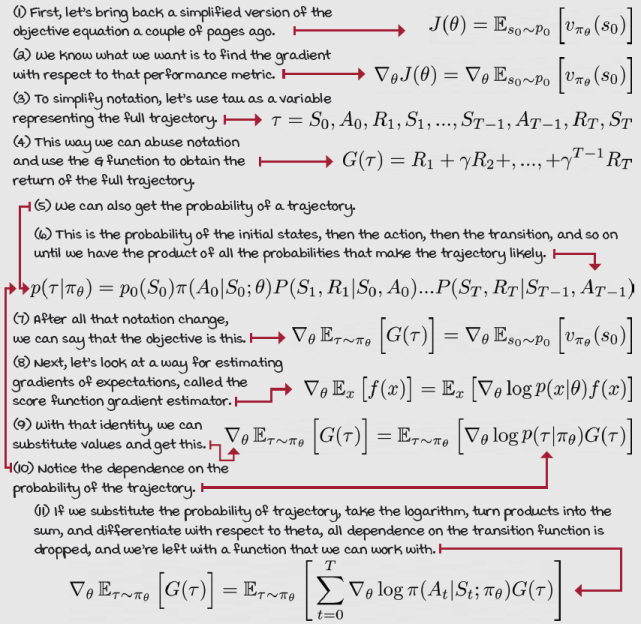 (1) First, let's bring back a simplified version of the
objective equation a couple of pages ago.
J(θ) = 𝔼_{s₀∼p₀} [v_{π_θ}(s₀)]
(2) We know what we want is to find the gradient
with respect to that performance metric.
∇_θ J(θ) = ∇_θ 𝔼_{s₀∼p₀} [v_{π_θ}(s₀)]
(3) To simplify notation, let's use tau as a variable
representing the full trajectory.
τ = S₀, A₀, R₁, S₁, ..., S_{T−1}, A_{T−1}, R_T, S_T
(4) This way we can abuse notation
and use the G function to obtain the
return of the full trajectory.
G(τ) = R₁ + γR₂+, ..., +γ^{T−1}R_T
(5) We can also get the probability of a trajectory.
(6) This is the probability of the initial states, then the action, then the transition, and so on
until we have the product of all the probabilities that make the trajectory likely.
p(τ|π_θ) = p₀(S₀)π(A₀|S₀; θ)P(S₁, R₁|S₀, A₀)...P(S_T, R_T|S_{T−1}, A_{T−1})
(7) After all that notation change,
we can say that the objective is this.
∇_θ 𝔼_{τ∼π_θ} [G(τ)] = ∇_θ 𝔼_{s₀∼p₀} [v_{π_θ}(s₀)]
(8) Next, let's look at a way for estimating
gradients of expectations, called the
score function gradient estimator.
∇_θ 𝔼_x [f(x)] = 𝔼_x [∇_θ log p(x|θ)f(x)]
(9) With that identity, we can
substitute values and get this.
∇_θ 𝔼_{τ∼π_θ} [G(τ)] = 𝔼_{τ∼π_θ} [∇_θ log p(τ|π_θ)G(τ)]
(10) Notice the dependence on the
probability of the trajectory.
(11) If we substitute the probability of trajectory, take the logarithm, turn products into the
sum, and differentiate with respect to theta, all dependence on the transition function is
dropped, and we're left with a function that we can work with.
∇_θ 𝔼_{τ∼π_θ} [G(τ)] = 𝔼_{τ∼π_θ} [∑_{t=0}^{T} ∇_θ log π(A_t|S_t; π_θ)G(τ)]